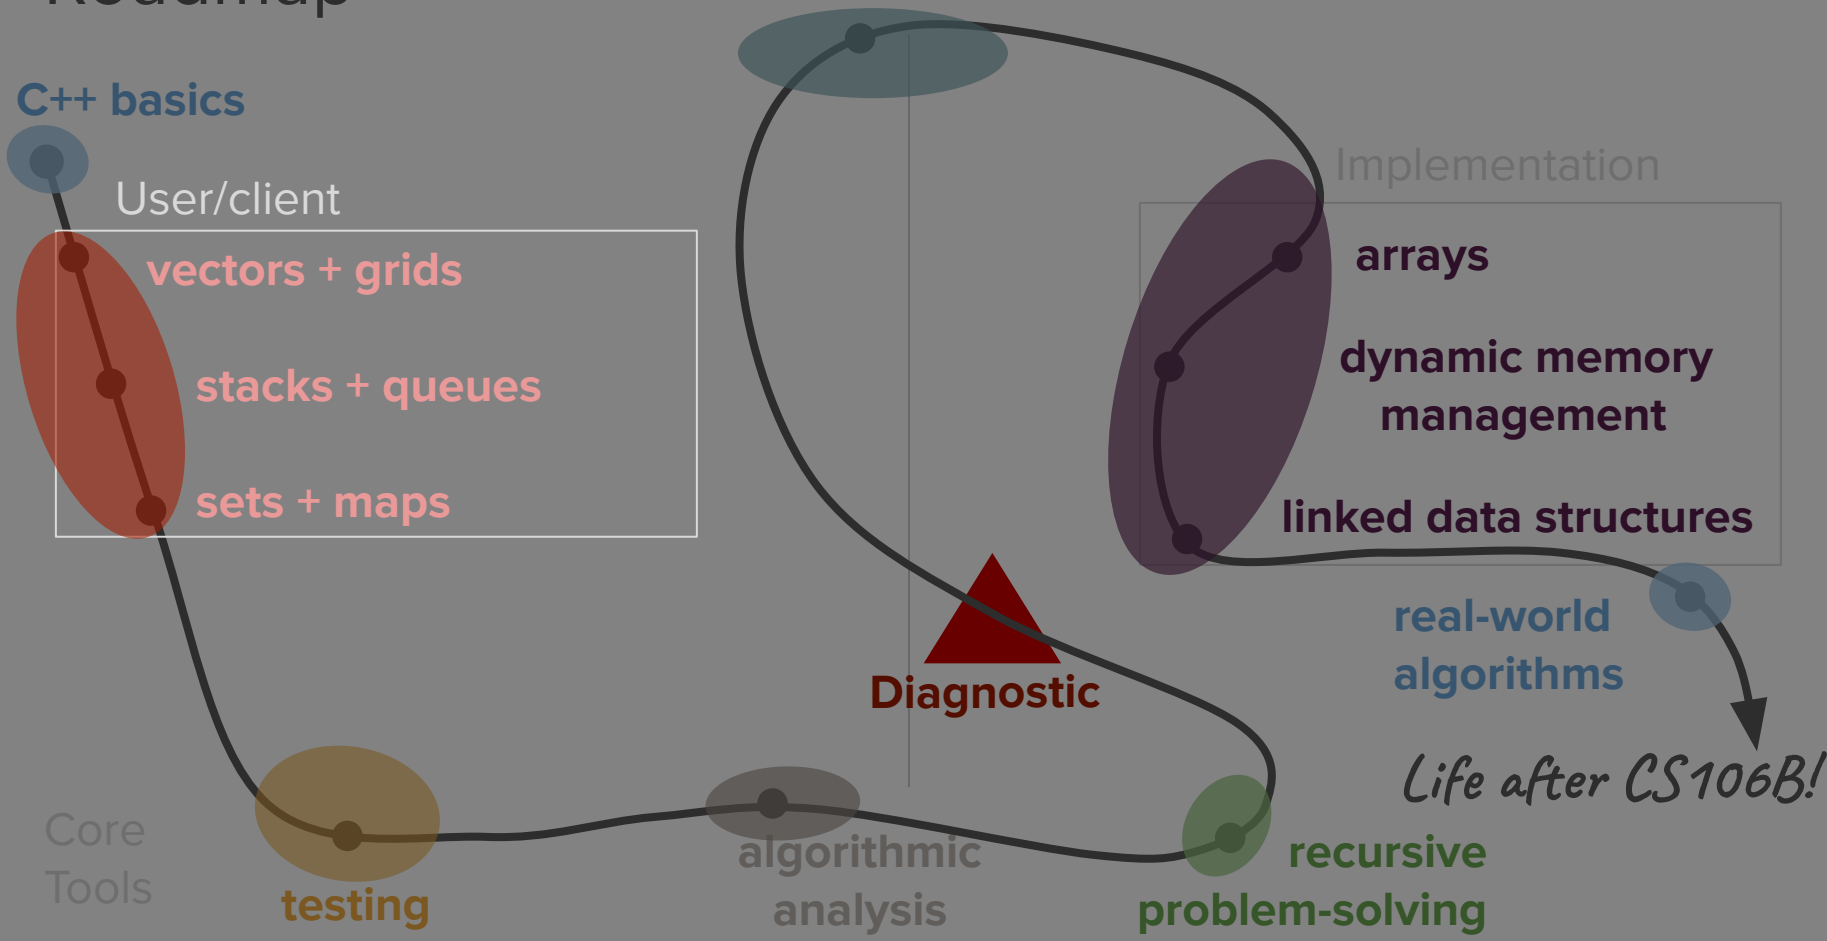 Roadmap
C++ basics
User/client
vectors + grids
stacks + queues
sets + maps
Core
Tools
testing
algorithmic
analysis
recursive
problem-solving
Diagnostic
Implementation
arrays
dynamic memory
management
linked data structures
real-world
algorithms
Life after CS106B!